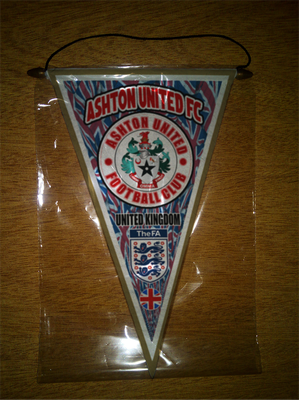 ASHTON UNITED FC
ASHTON UNITED
FOOTBALL CLUB
UNITED KINGDOM
The FA